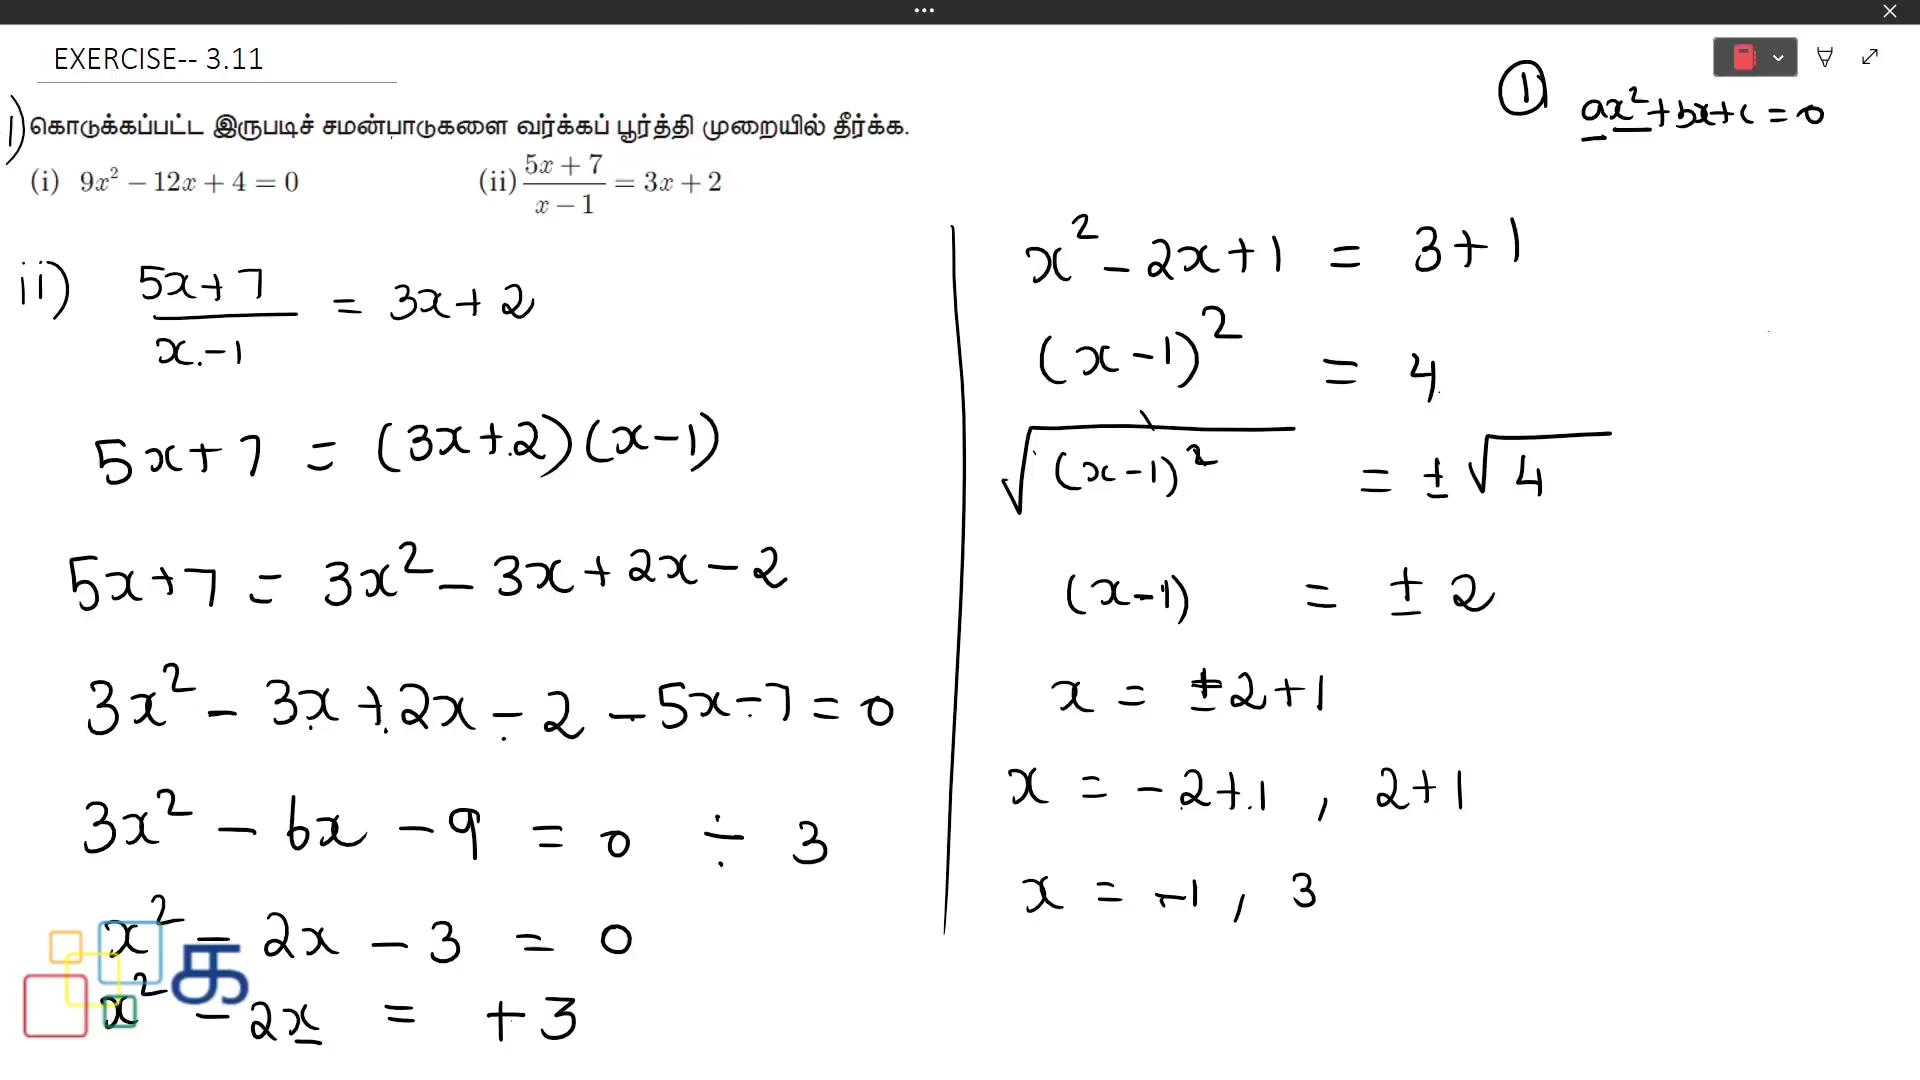 EXERCISE-- 3.11
1) கொடுக்கப்பட்ட இருபடிச் சமன்பாடுகளை வர்க்கப் பூர்த்தி முறையில் தீர்க்க.
(i) 9x² − 12x + 4 = 0 (ii) (5x + 7)/(x − 1) = 3x + 2
ii) (5x+7)/(x-1) = 3x+2
5x+7 = (3x+2)(x-1)
5x+7 = 3x² - 3x + 2x - 2
3x² - 3x + 2x - 2 - 5x - 7 = 0
3x² - 6x - 9 = 0 ÷ 3
x² - 2x - 3 = 0
x² - 2x = +3
க
① ax² + bx + c = 0
x² - 2x + 1 = 3 + 1
(x-1)² = 4
√(x-1)² = ±√4
(x-1) = ± 2
x = ±2+1
x = -2+1 , 2+1
x = -1 , 3